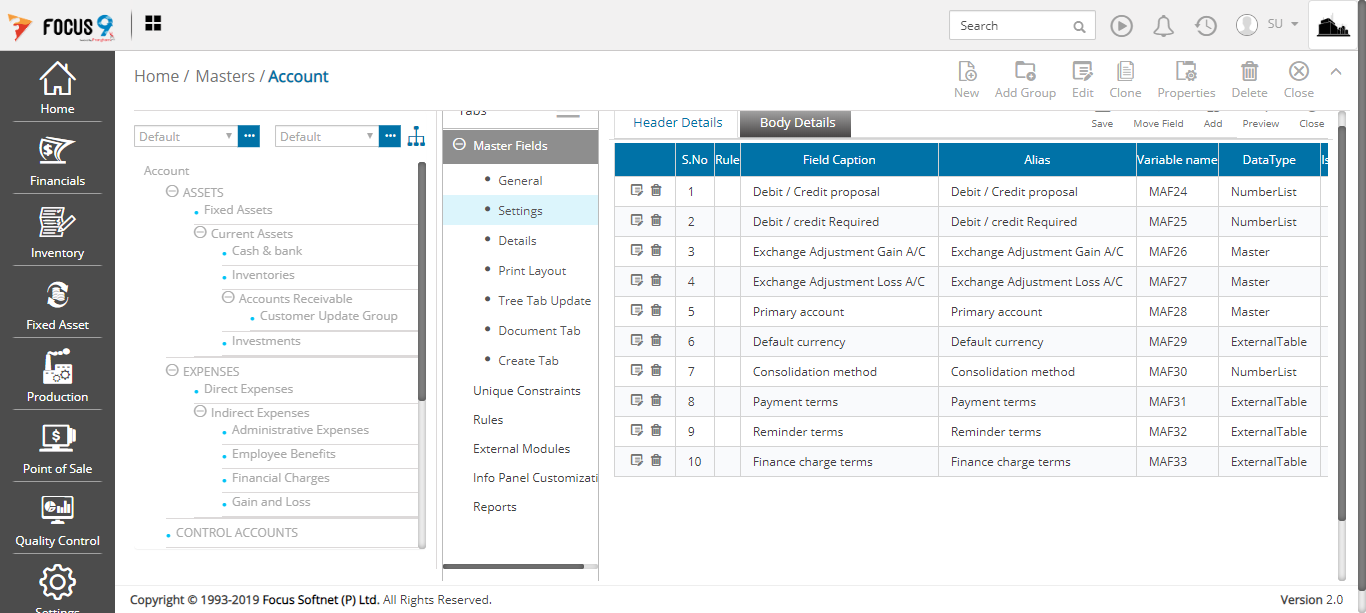 FOCUS 9
Search
SU
Home
Financials
Inventory
Fixed Asset
Production
Point of Sale
Quality Control
Settings
Home / Masters / Account
New
Add Group
Edit
Clone
Properties
Delete
Close
Default
Default
Account
ASSETS
Fixed Assets
Current Assets
Cash & bank
Inventories
Accounts Receivable
Customer Update Group
Investments
EXPENSES
Direct Expenses
Indirect Expenses
Administrative Expenses
Employee Benefits
Financial Charges
Gain and Loss
CONTROL ACCOUNTS
Tabs
Master Fields
General
Settings
Details
Print Layout
Tree Tab Update
Document Tab
Create Tab
Unique Constraints
Rules
External Modules
Info Panel Customizati
Reports
Header Details
Body Details
Save
Move Field
Add
Preview
Close
S.No Rule Field Caption Alias Variable name DataType Is
1 Debit / Credit proposal Debit / Credit proposal MAF24 NumberList
2 Debit / credit Required Debit / credit Required MAF25 NumberList
3 Exchange Adjustment Gain A/C Exchange Adjustment Gain A/C MAF26 Master
4 Exchange Adjustment Loss A/C Exchange Adjustment Loss A/C MAF27 Master
5 Primary account Primary account MAF28 Master
6 Default currency Default currency MAF29 ExternalTable
7 Consolidation method Consolidation method MAF30 NumberList
8 Payment terms Payment terms MAF31 ExternalTable
9 Reminder terms Reminder terms MAF32 ExternalTable
10 Finance charge terms Finance charge terms MAF33 ExternalTable
Copyright © 1993-2019 Focus Softnet (P) Ltd. All Rights Reserved.
Version 2.0